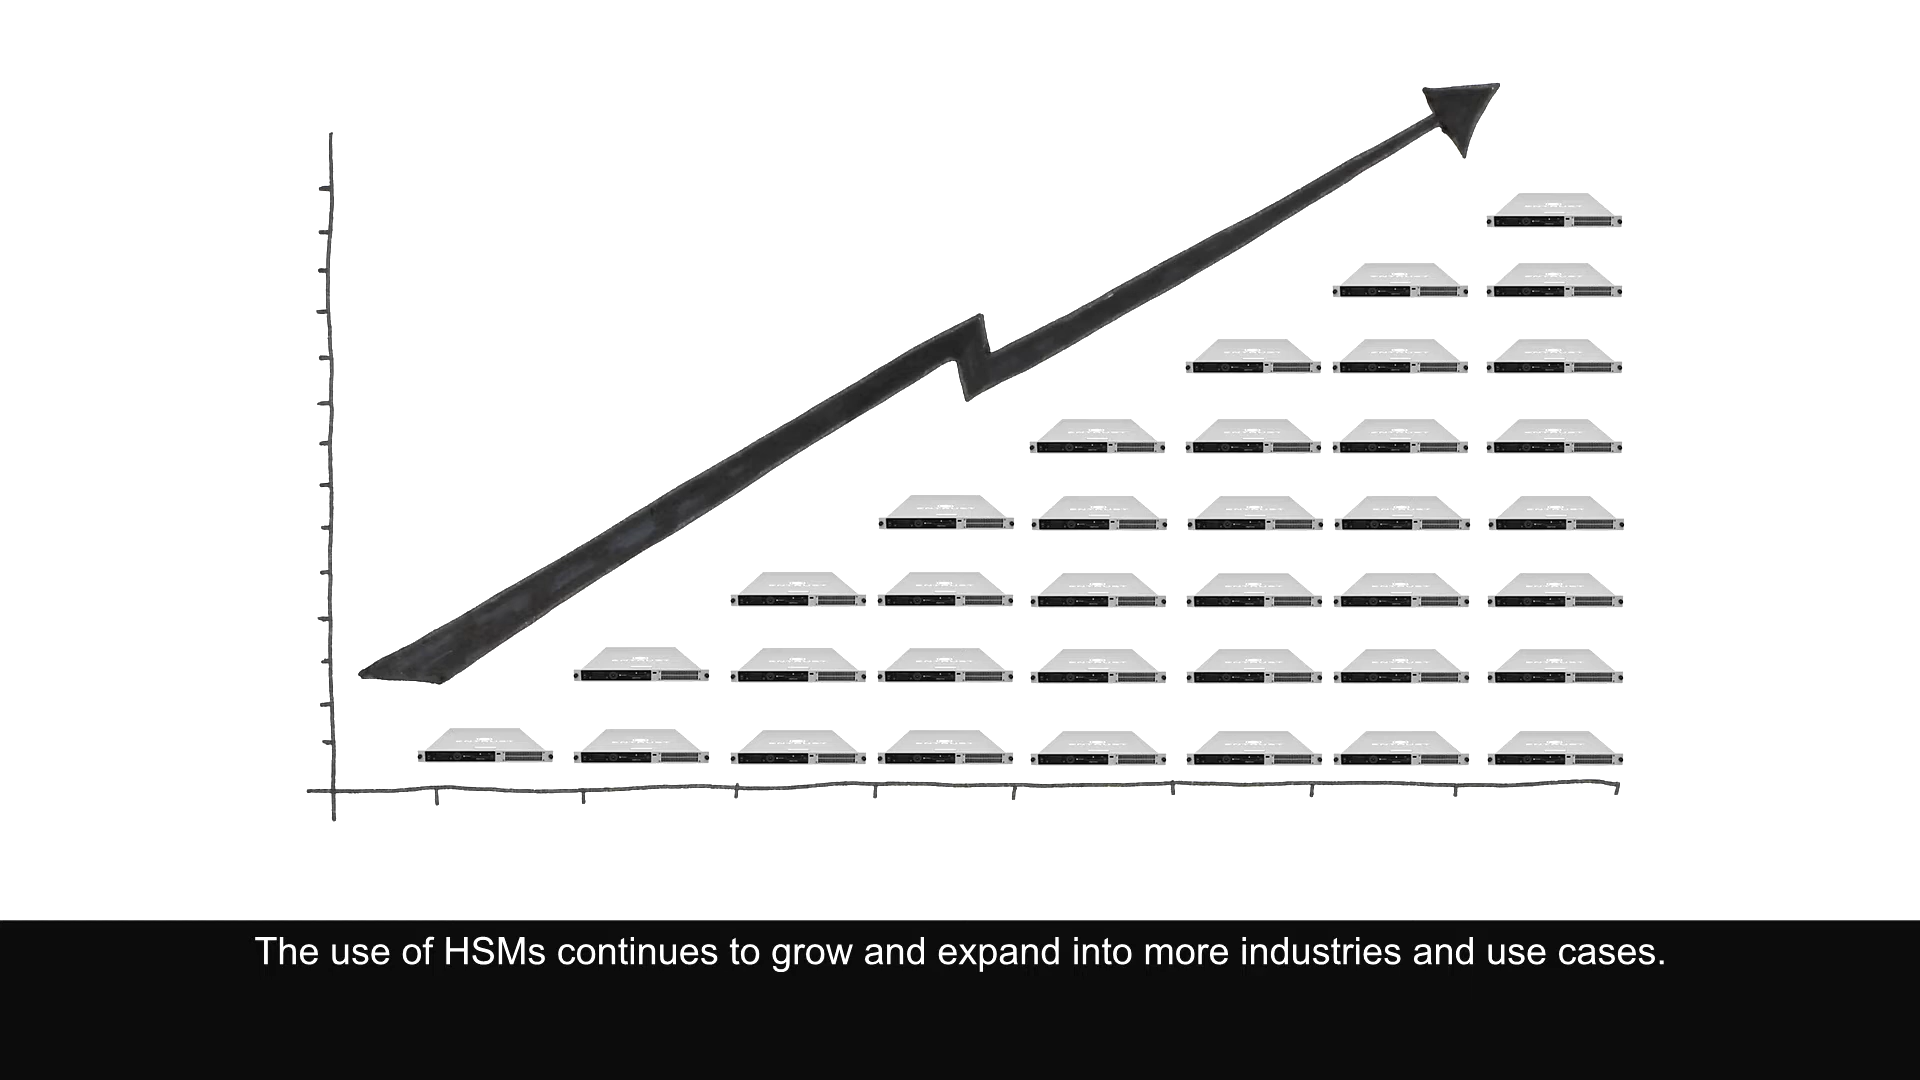 The use of HSMs continues to grow and expand into more industries and use cases.